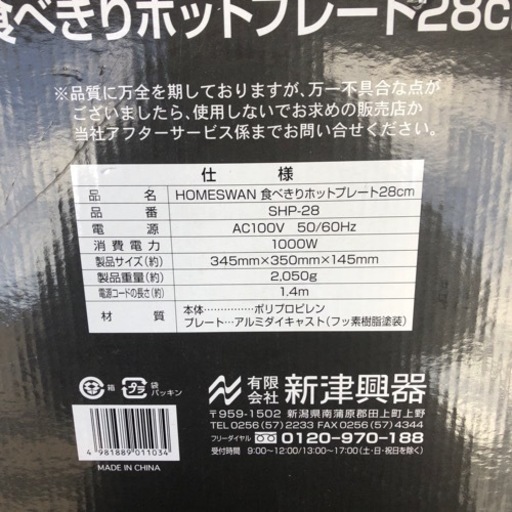 食べきりホットプレート28c
※品質に万全を期しておりますが、万一不具合な点が
ございましたら、使用しないでお求めの販売店か
当社アフターサービス係までお問い合せください。
仕 様
品 名 HOMESWAN 食べきりホットプレート28cm
品 番 SHP-28
電 源 AC100V 50/60Hz
消費電力 1000W
製品サイズ(約) 345mm×350mm×145mm
製品重量(約) 2,050g
電源コードの長さ(約) 1.4m
材 質 本体……………ポリプロピレン
プレート…アルミダイキャスト(フッ素樹脂塗装)
箱 プラ 袋 パッキン
有限会社 新津興器
〒959-1502 新潟県南蒲原郡田上町上野
TEL 0256(57)2233 FAX 0256(57)4344
フリーダイヤル 0120-970-188
受付時間 9:00~12:00/13:00~17:00(土・日・祝日を除く)
4 981889 011034
MADE IN CHINA